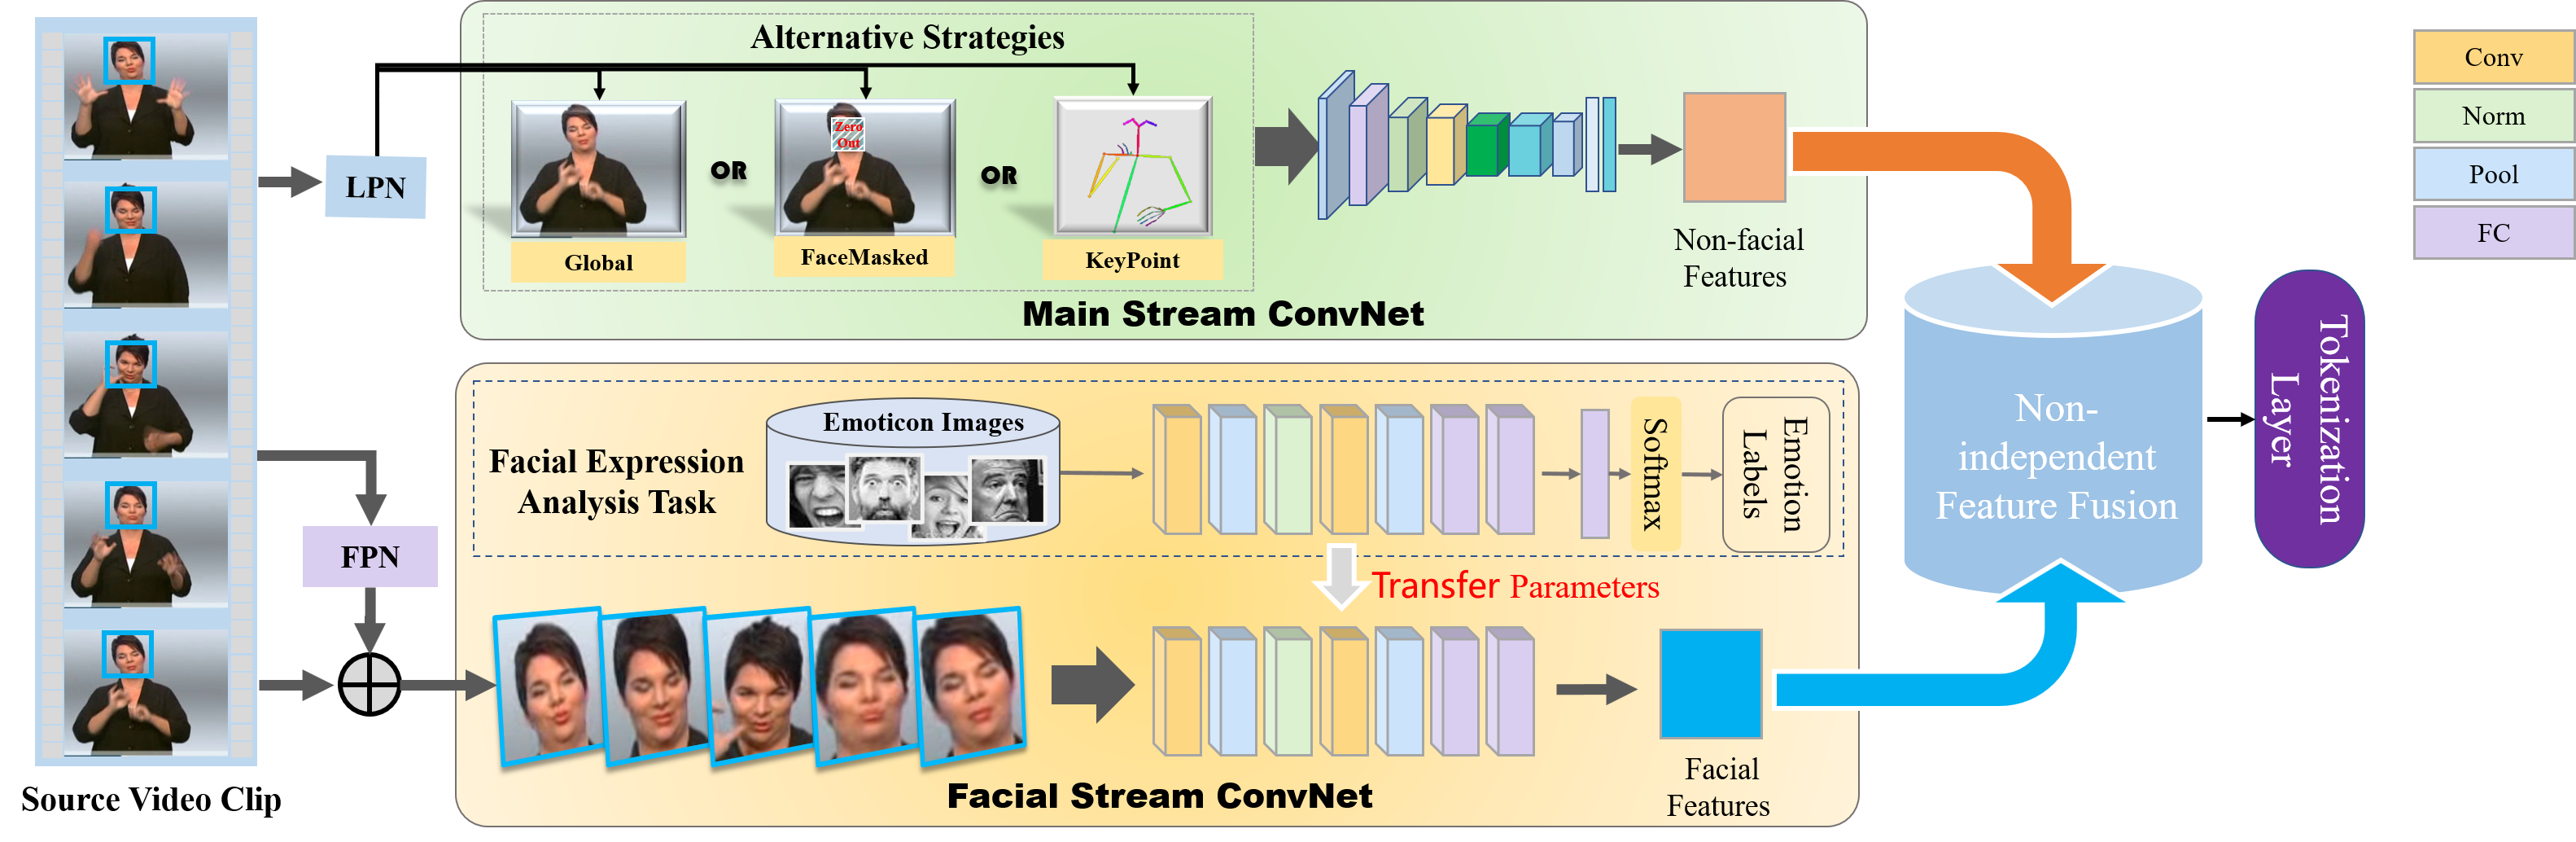 Alternative Strategies
LPN
Zero
Out
OR
OR
Global
FaceMasked
KeyPoint
Non-facial
Features
Main Stream ConvNet
Conv
Norm
Pool
FC
Facial Expression
Analysis Task
Emoticon Images
Softmax
Emotion
Labels
Non-
independent
Feature Fusion
Tokenization
Layer
FPN
Transfer Parameters
Source Video Clip
Facial
Features
Facial Stream ConvNet